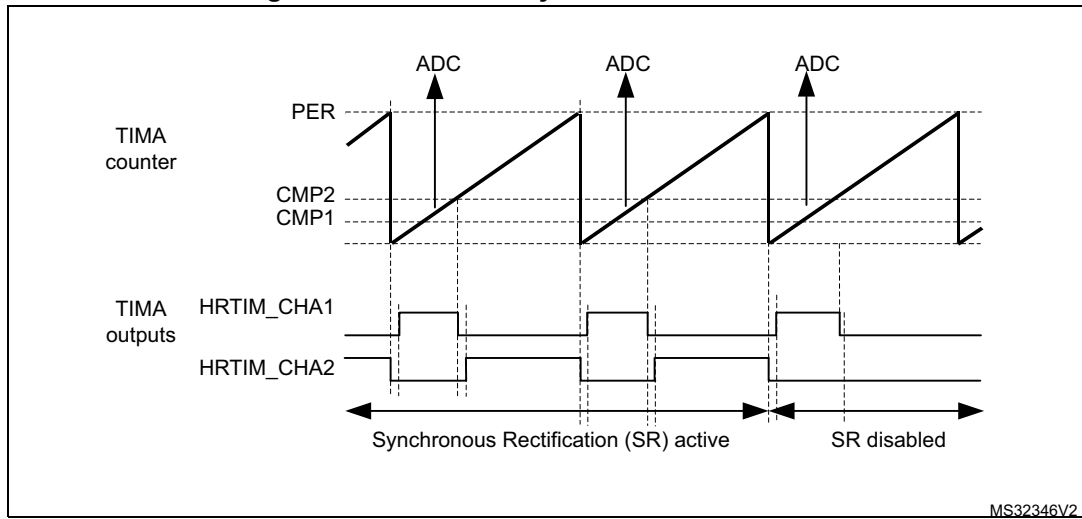 ADC ADC ADC
PER
TIMA
counter
CMP2
CMP1
TIMA
outputs
HRTIM_CHA1
HRTIM_CHA2
Synchronous Rectification (SR) active SR disabled
MS32346V2